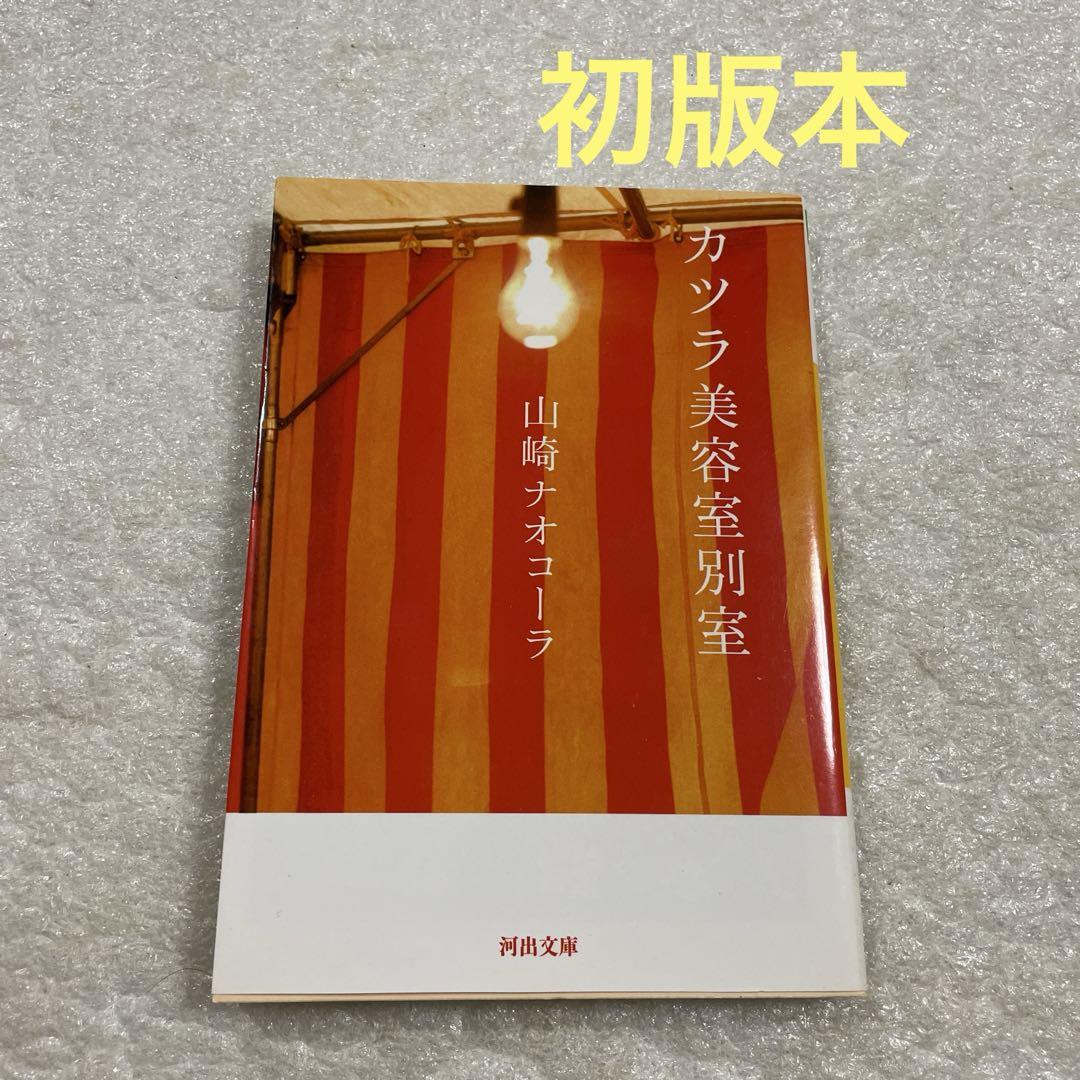 初版本
カツラ美容室別室
山崎ナオコーラ
河出文庫